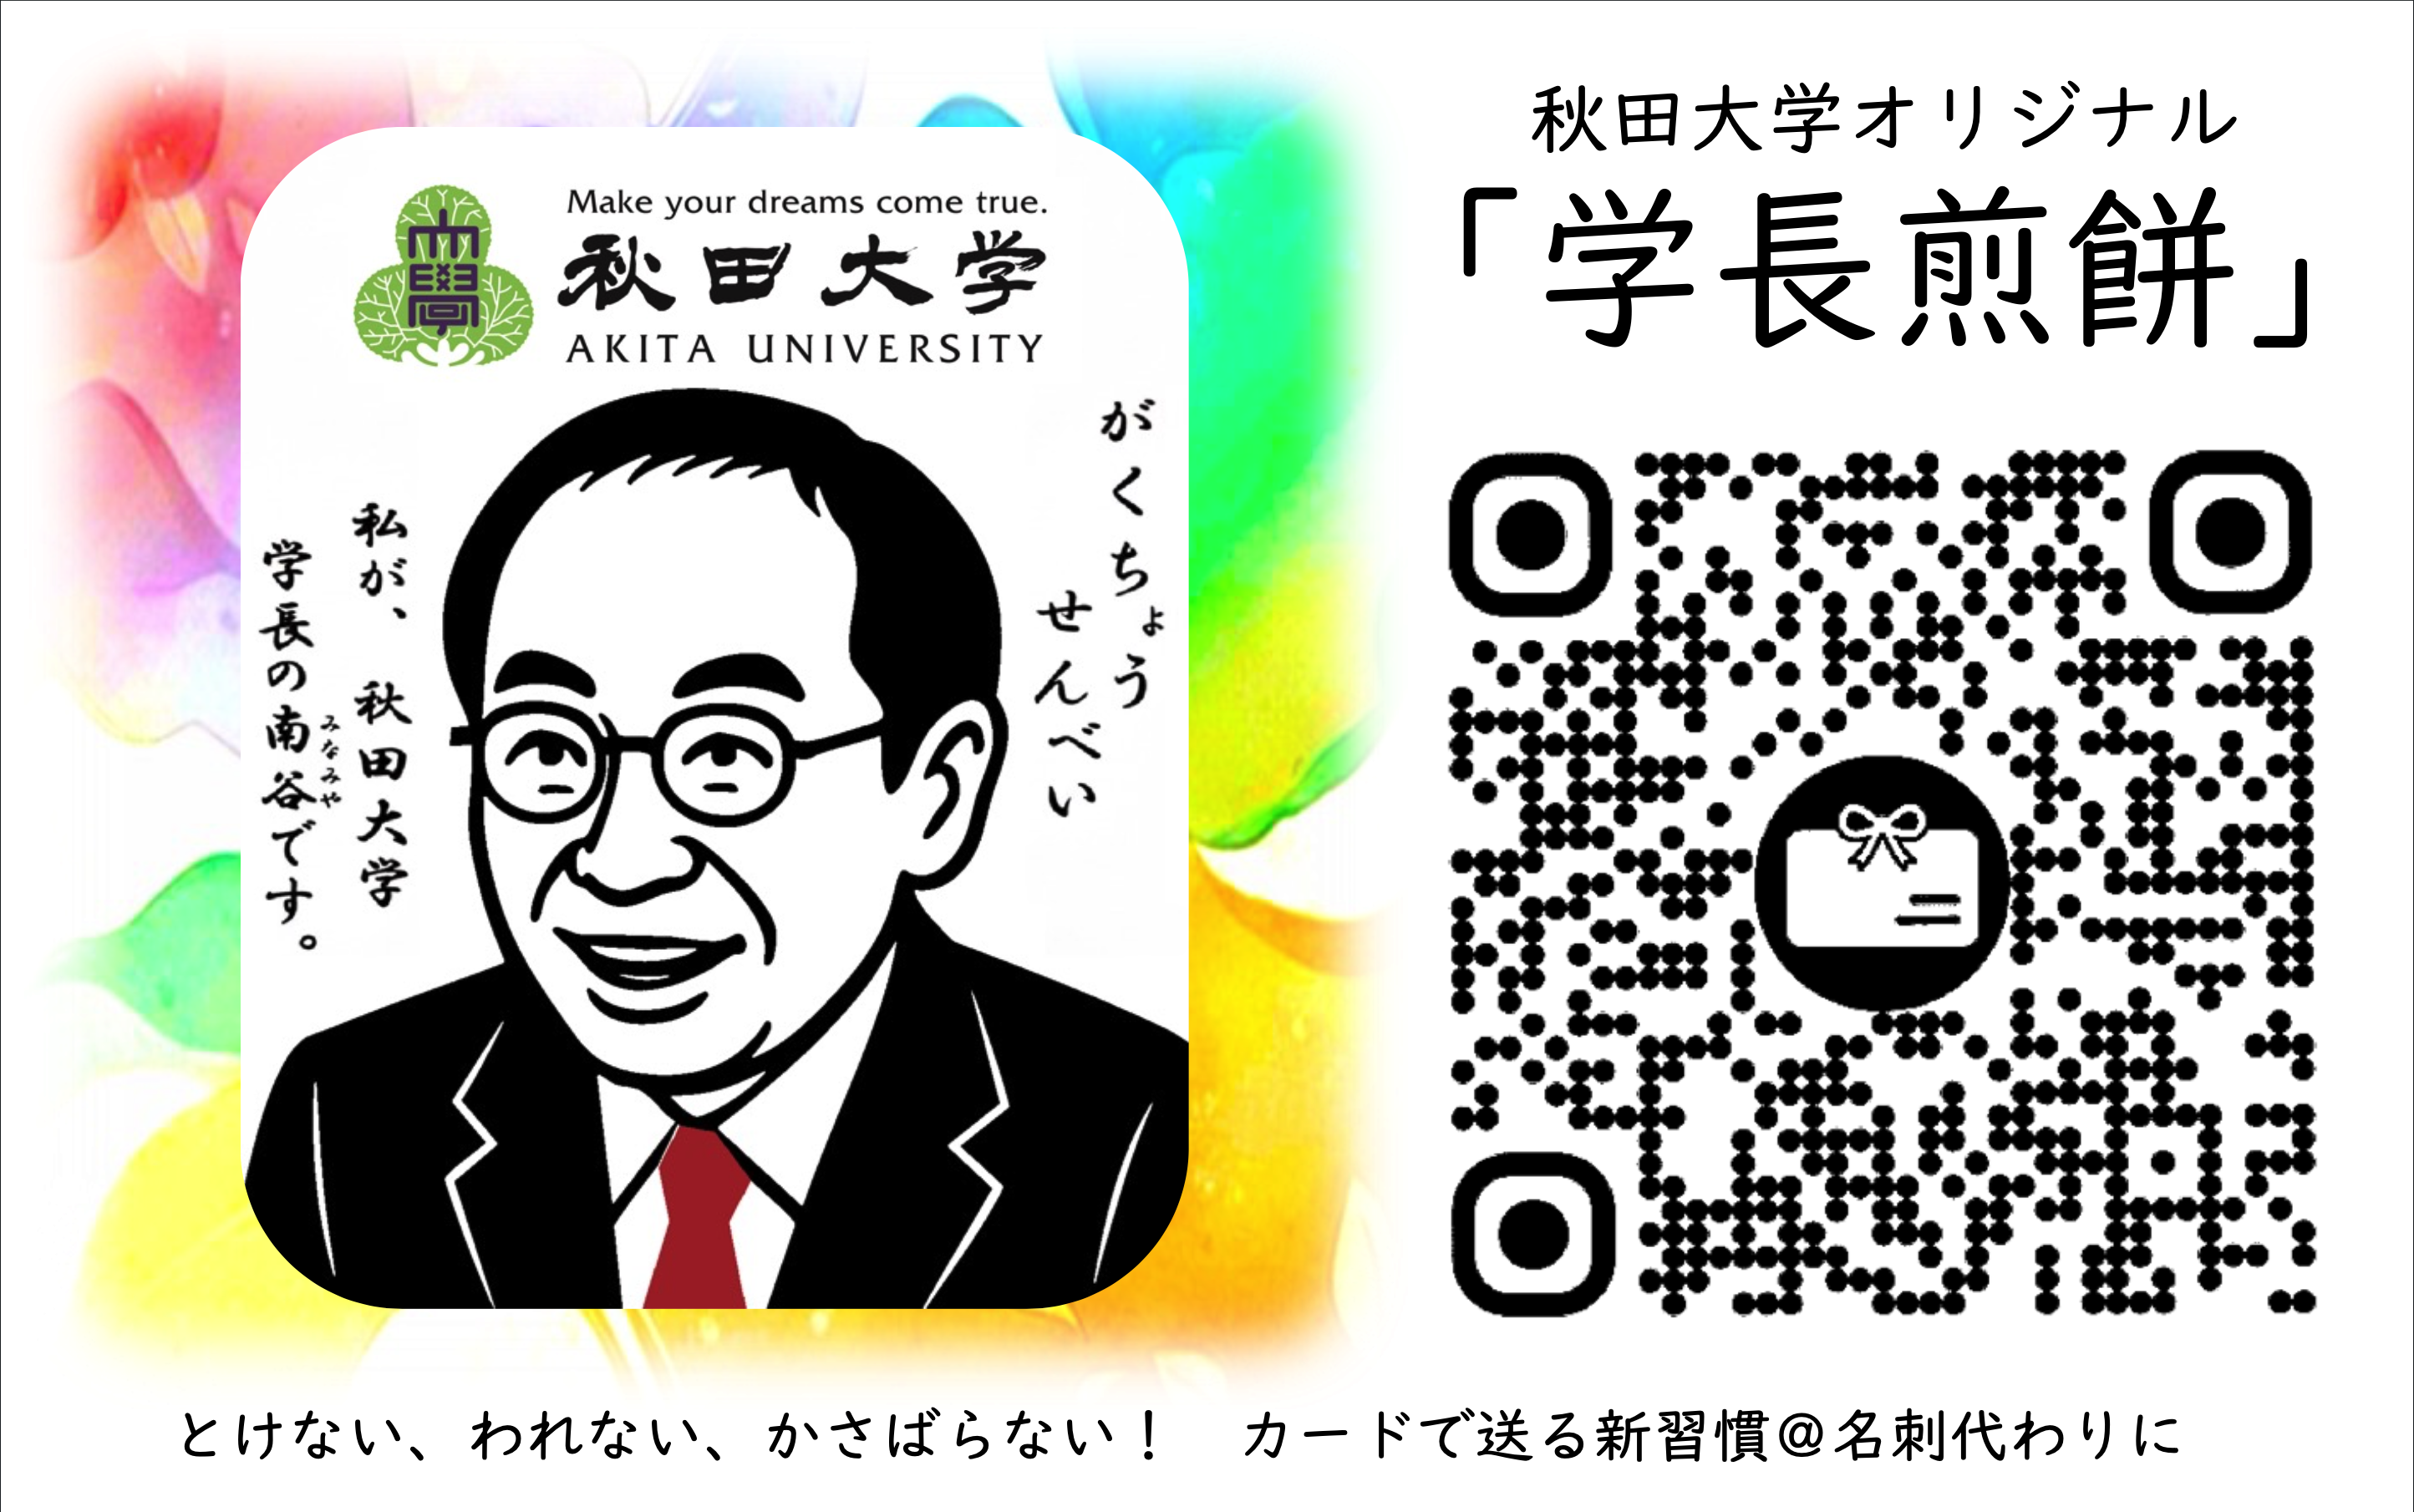 秋田大学オリジナル
「学長煎餅」
Make your dreams come true.
秋田大学
AKITA UNIVERSITY
がくちょう
せんべい
私が、秋田大学
学長の南谷です。
みなみや
とけない、われない、かさばらない！　カードで送る新習慣＠名刺代わりに